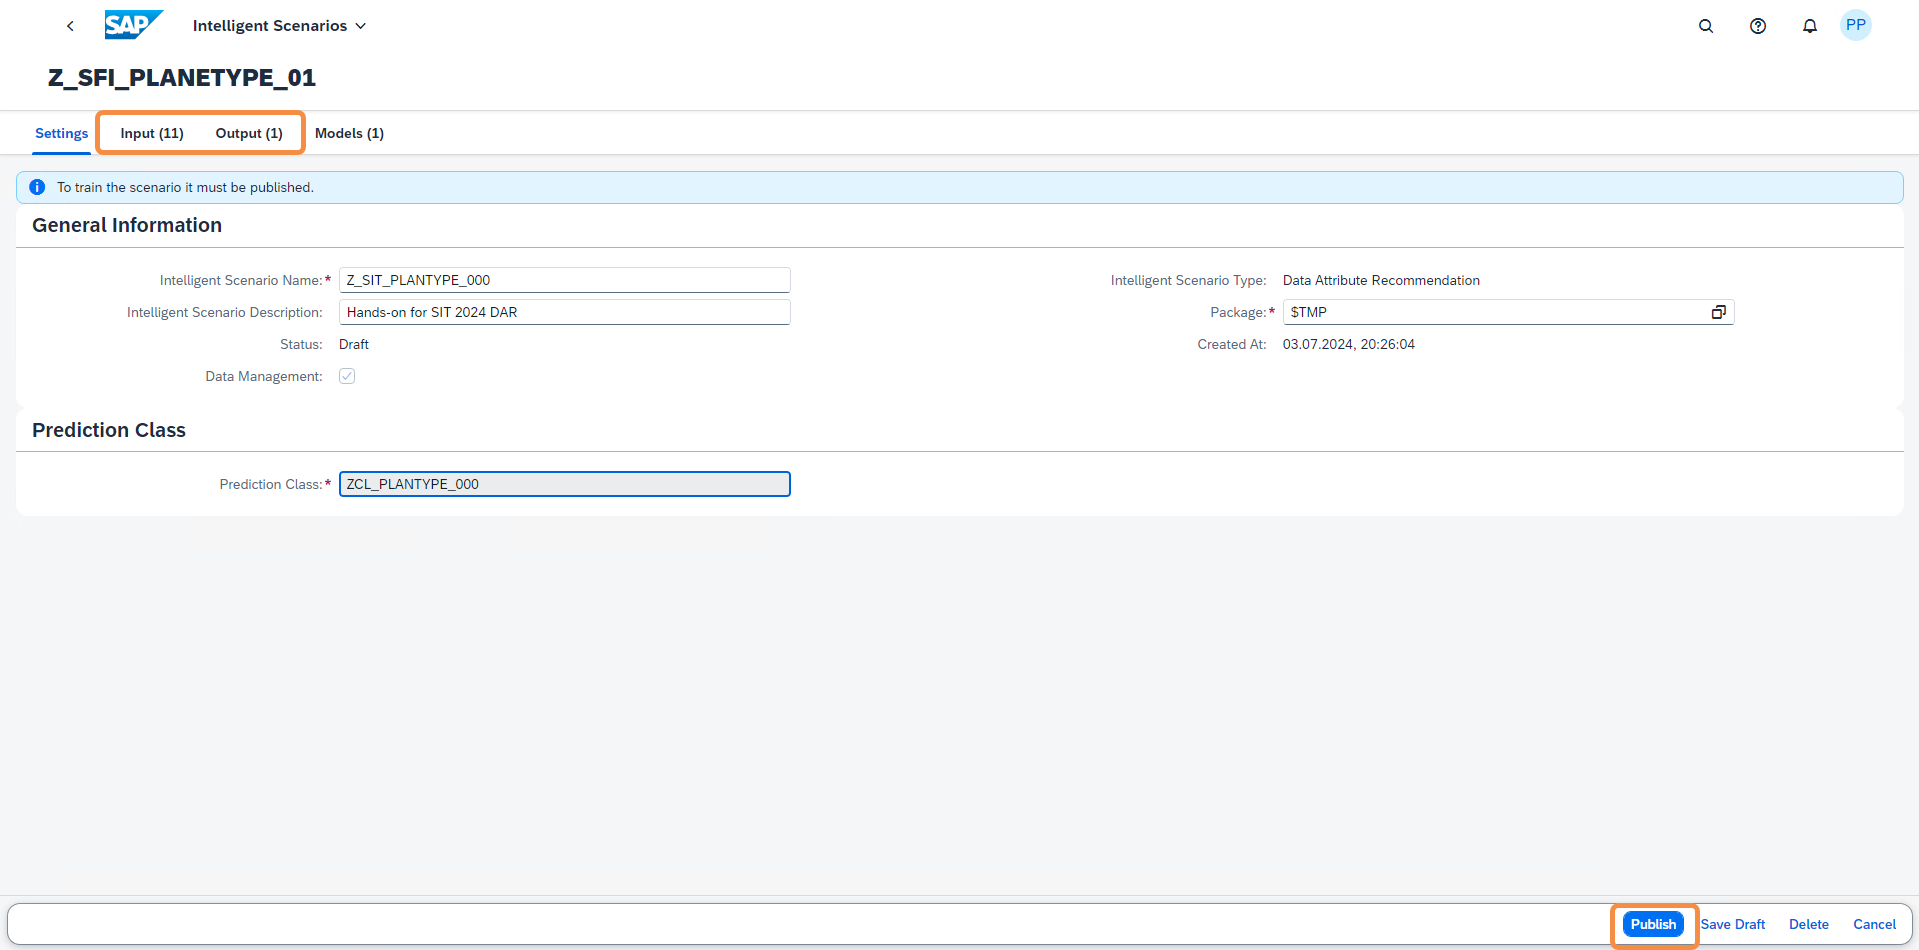 SAP Intelligent Scenarios PP
Z_SFI_PLANETYPE_01
Settings Input (11) Output (1) Models (1)
To train the scenario it must be published.
General Information
Intelligent Scenario Name:* Z_SIT_PLANTYPE_000 Intelligent Scenario Type: Data Attribute Recommendation
Intelligent Scenario Description: Hands-on for SIT 2024 DAR Package:* $TMP
Status: Draft Created At: 03.07.2024, 20:26:04
Data Management:
Prediction Class
Prediction Class:* ZCL_PLANTYPE_000
Publish Save Draft Delete Cancel